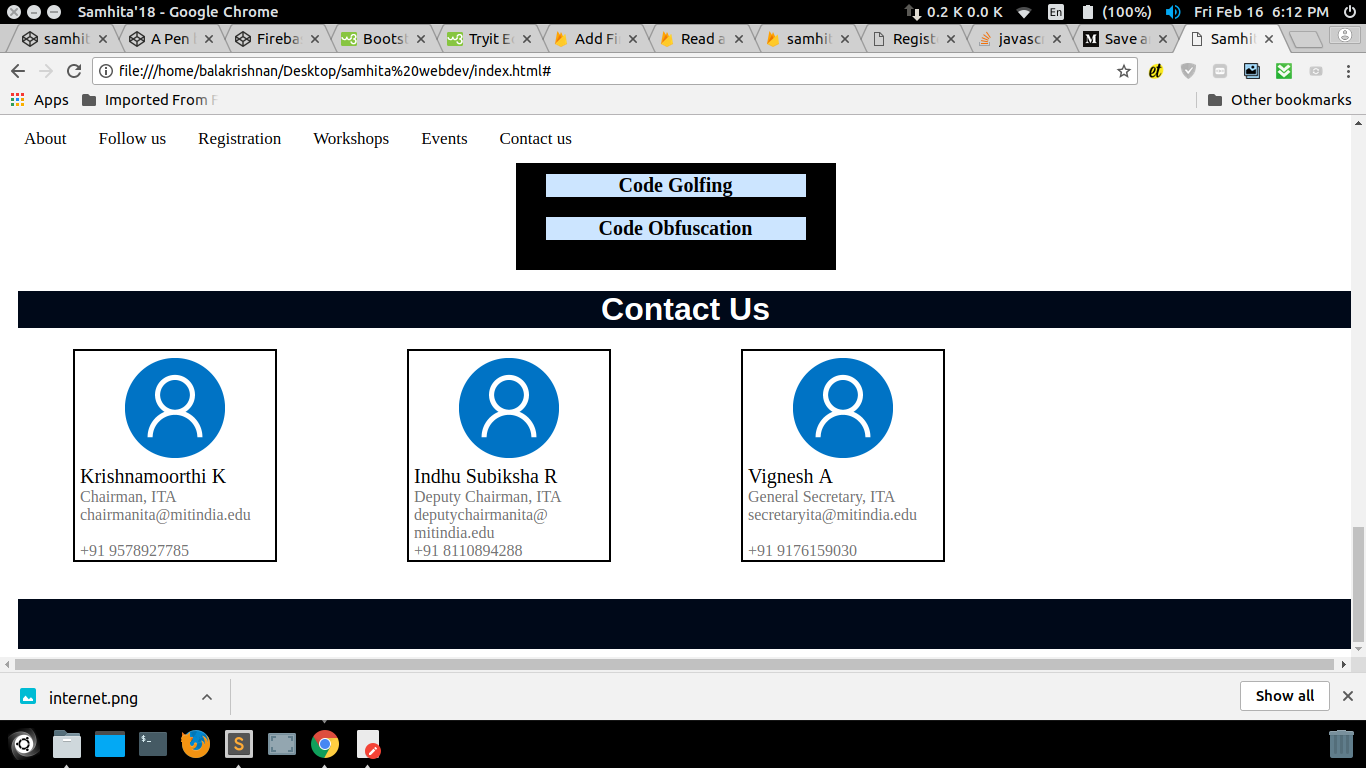 Samhita'18 - Google Chrome
0.2 K 0.0 K
En
(100%)
Fri Feb 16 6:12 PM
samhit
A Pen
Fireba
Bootst
Tryit E
Add Fi
Read a
samhit
Regist
javasc
Save a
Samhi
file:///home/balakrishnan/Desktop/samhita%20webdev/index.html#
et
Apps
Imported From F
Other bookmarks
About
Follow us
Registration
Workshops
Events
Contact us
Code Golfing
Code Obfuscation
Contact Us
Krishnamoorthi K
Chairman, ITA
chairmanita@mitindia.edu
+91 9578927785
Indhu Subiksha R
Deputy Chairman, ITA
deputychairmanita@
mitindia.edu
+91 8110894288
Vignesh A
General Secretary, ITA
secretaryita@mitindia.edu
+91 9176159030
internet.png
Show all